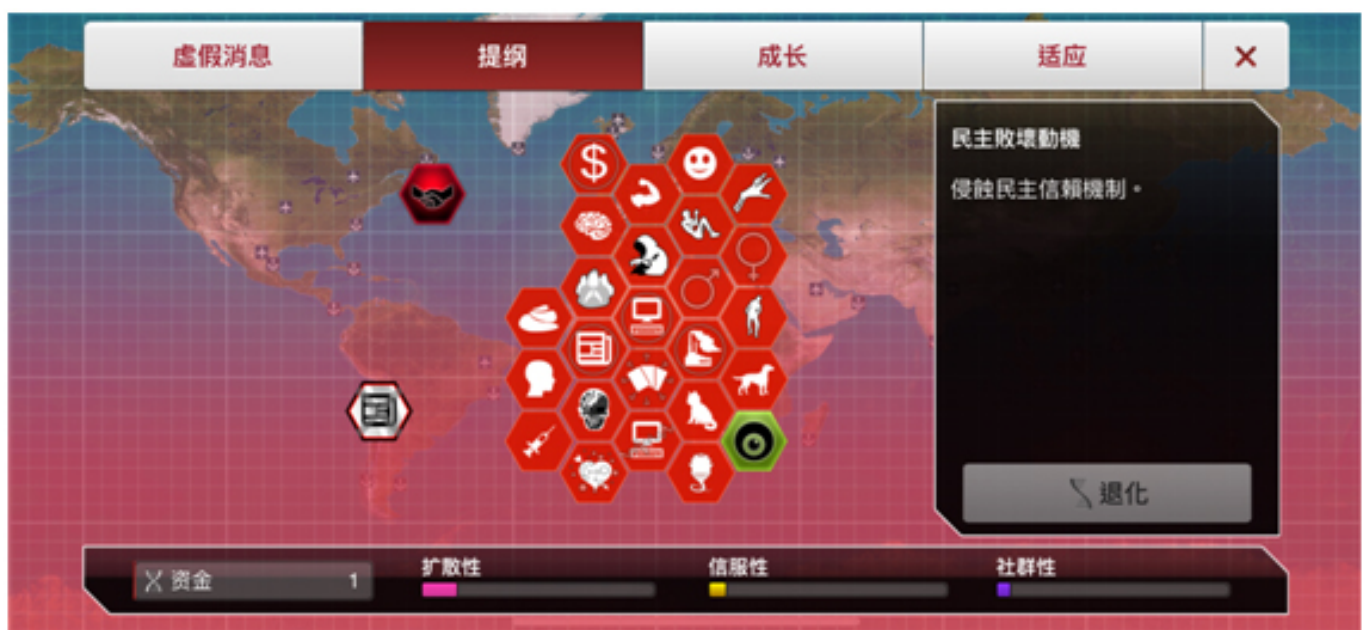 虛假消息
提纲
成长
适应
×
民主敗壞動機
侵蝕民主信賴機制。
退化
资金 1
扩散性
信服性
社群性